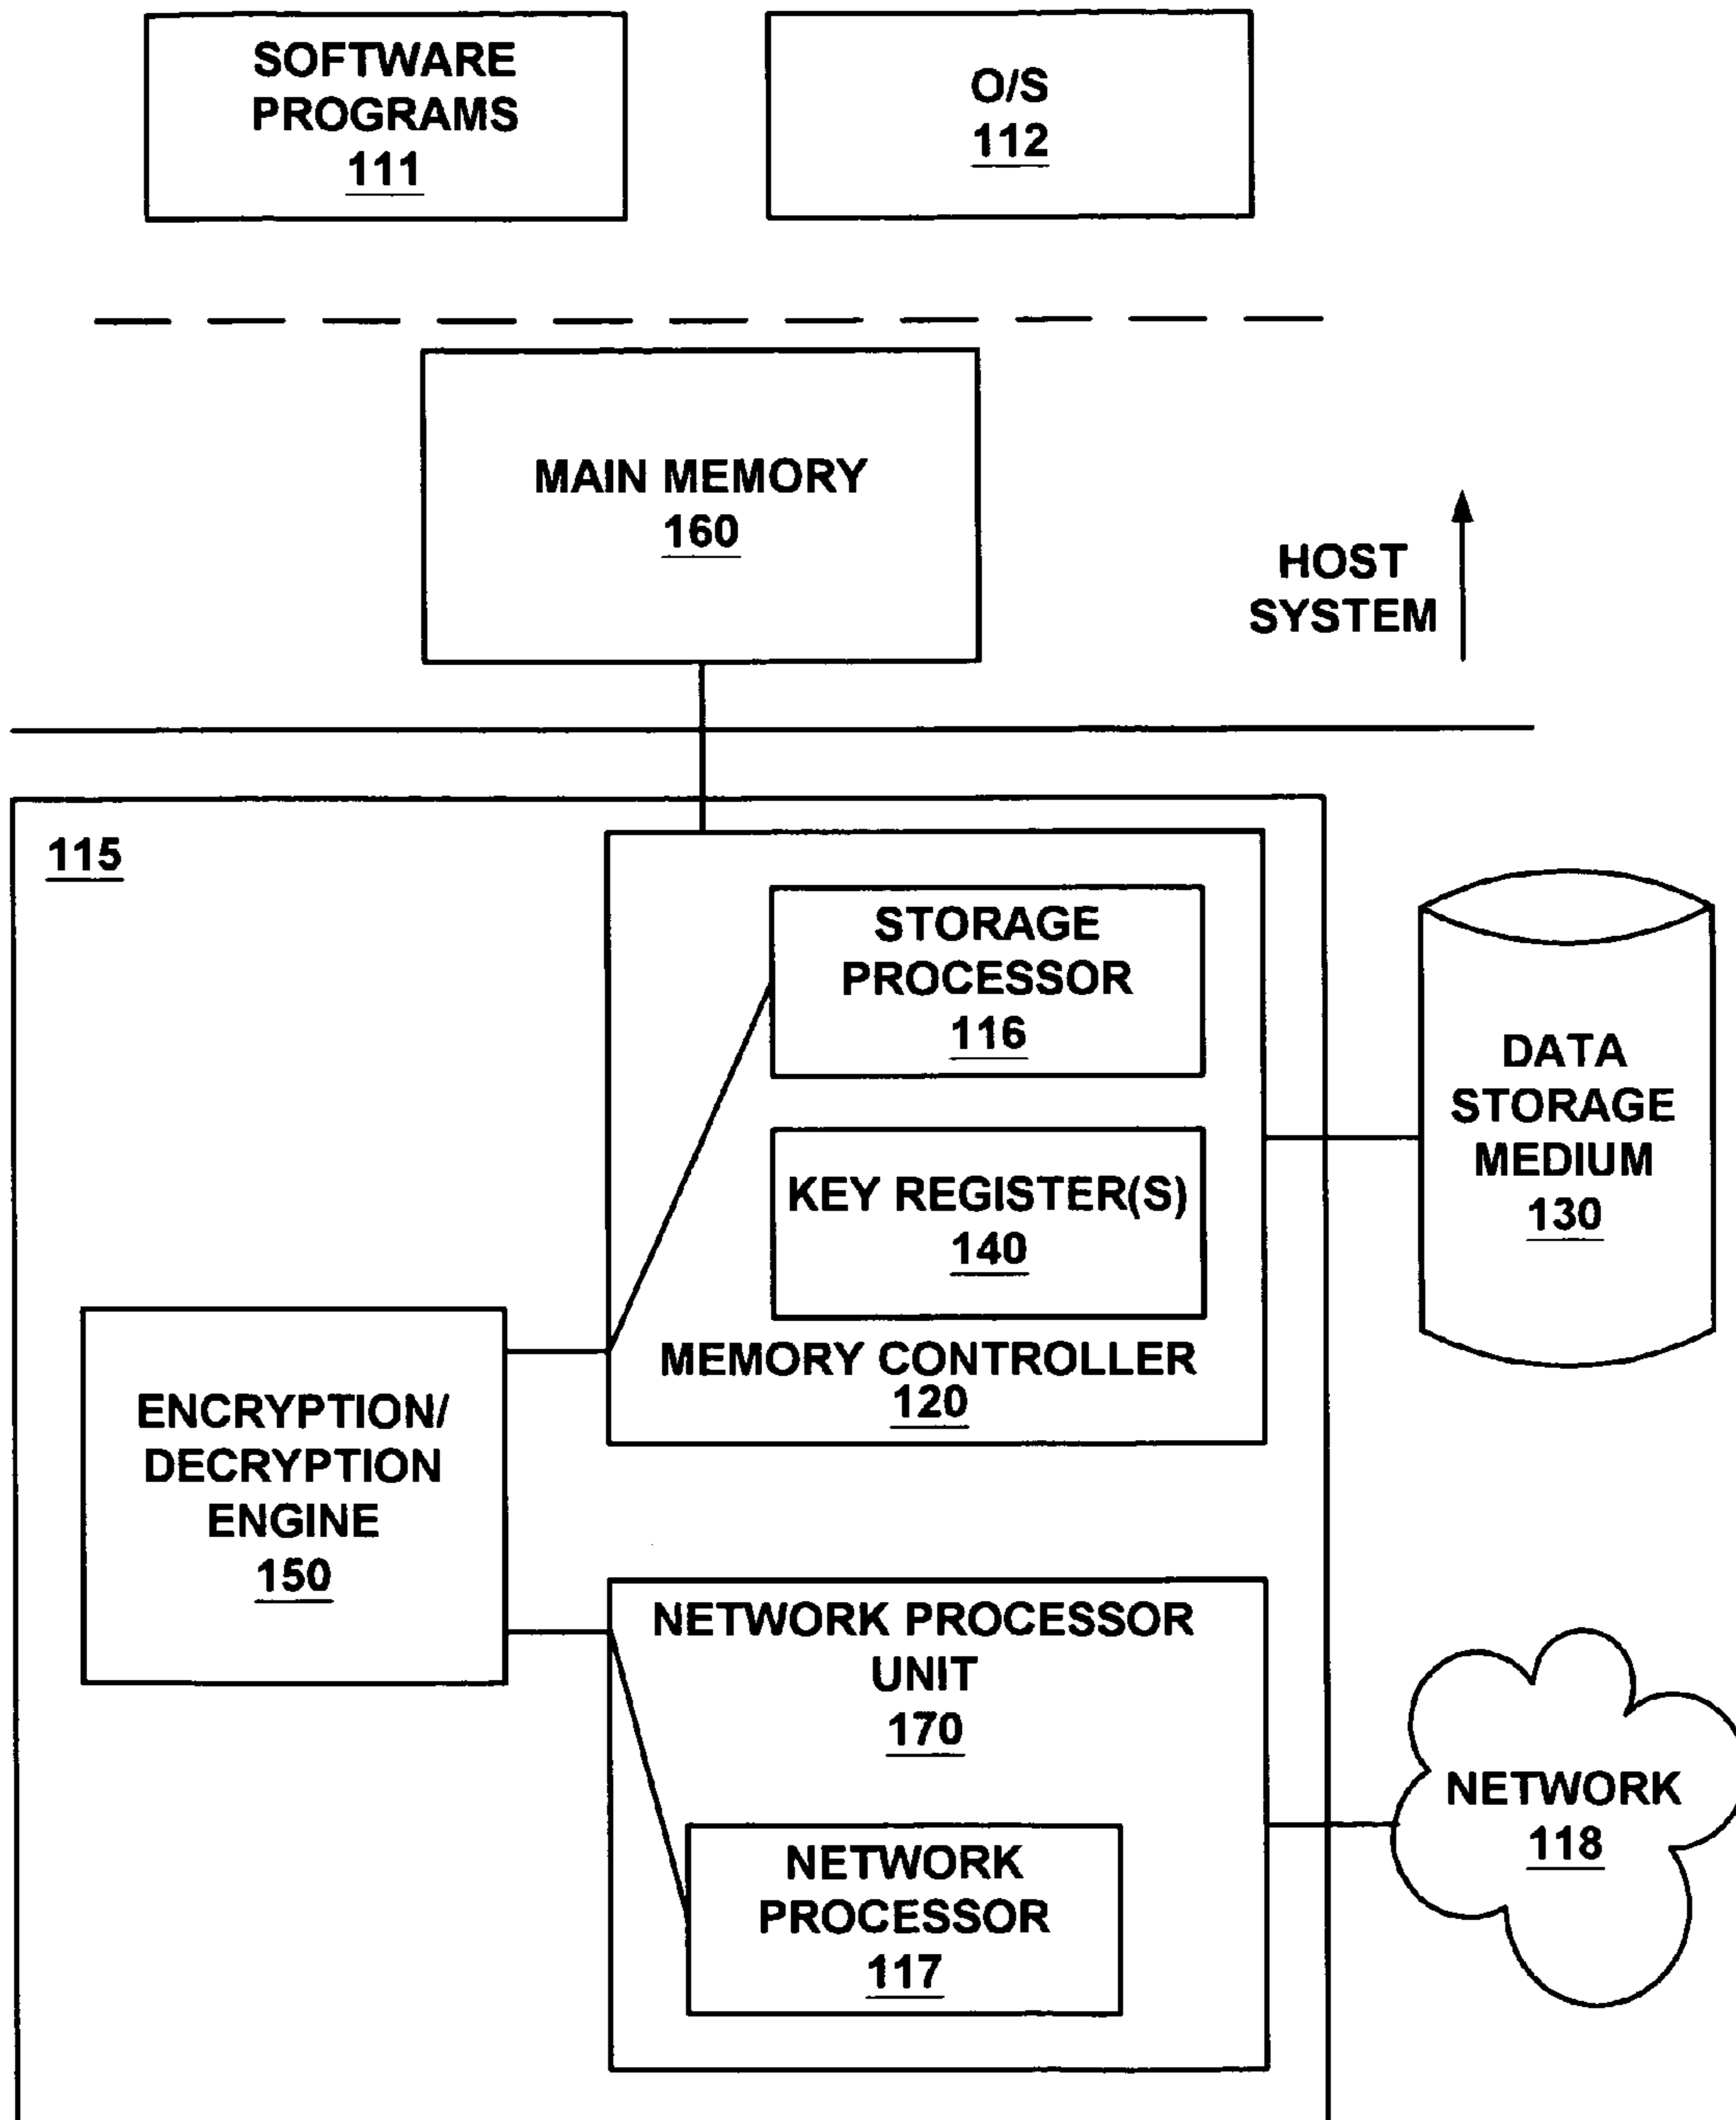 SOFTWARE
PROGRAMS
111
O/S
112
MAIN MEMORY
160
HOST
SYSTEM
115
STORAGE
PROCESSOR
116
KEY REGISTER(S)
140
MEMORY CONTROLLER
120
DATA
STORAGE
MEDIUM
130
ENCRYPTION/
DECRYPTION
ENGINE
150
NETWORK PROCESSOR
UNIT
170
NETWORK
PROCESSOR
117
NETWORK
118